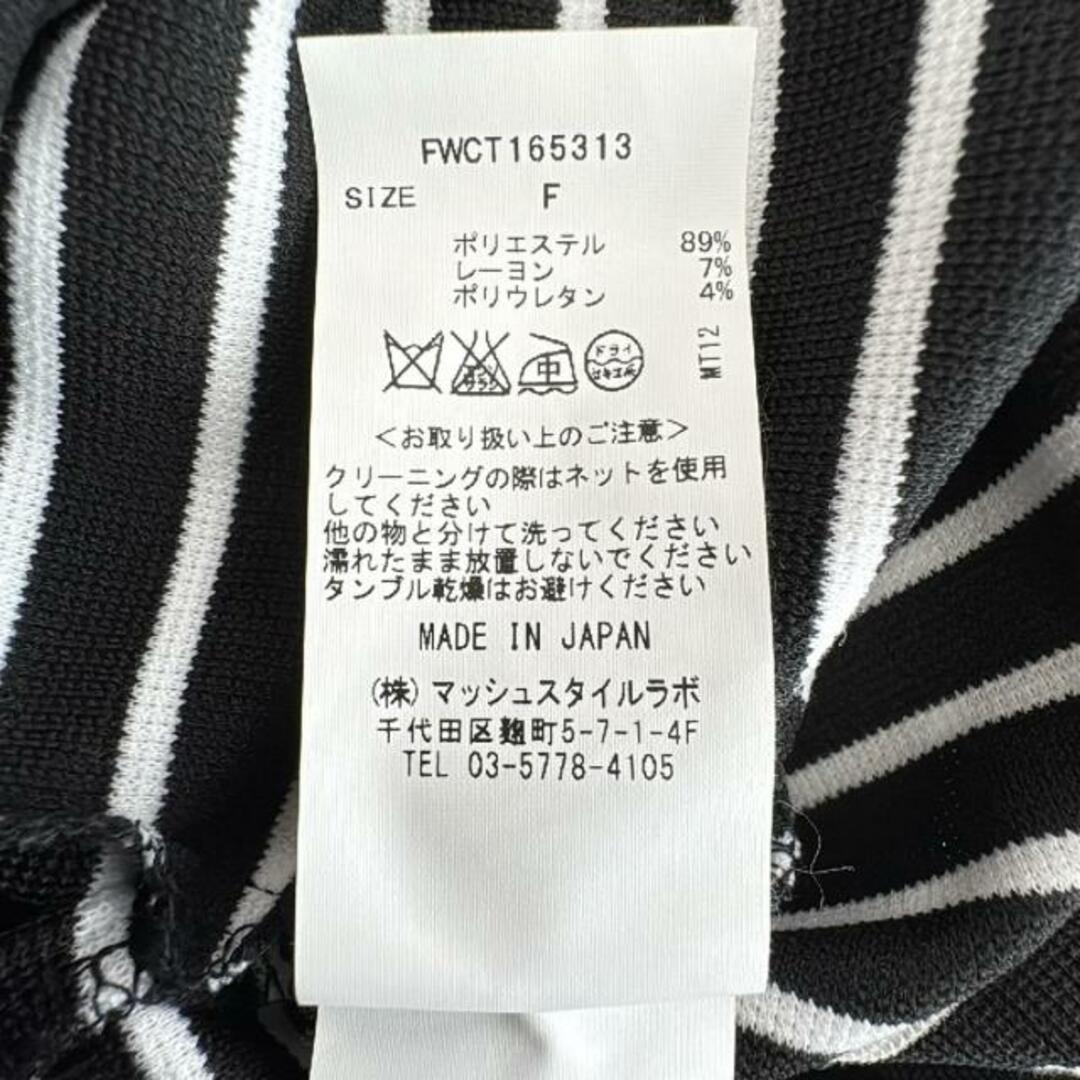 FWCT165313
SIZE F
ポリエステル 89%
レーヨン 7%
ポリウレタン 4%
MT12
中 ドライ
<お取り扱い上のご注意>
クリーニングの際はネットを使用
してください
他の物と分けて洗ってください
濡れたまま放置しないでください
タンブル乾燥はお避けください
MADE IN JAPAN
(株)マッシュスタイルラボ
千代田区麹町5-7-1-4F
TEL 03-5778-4105